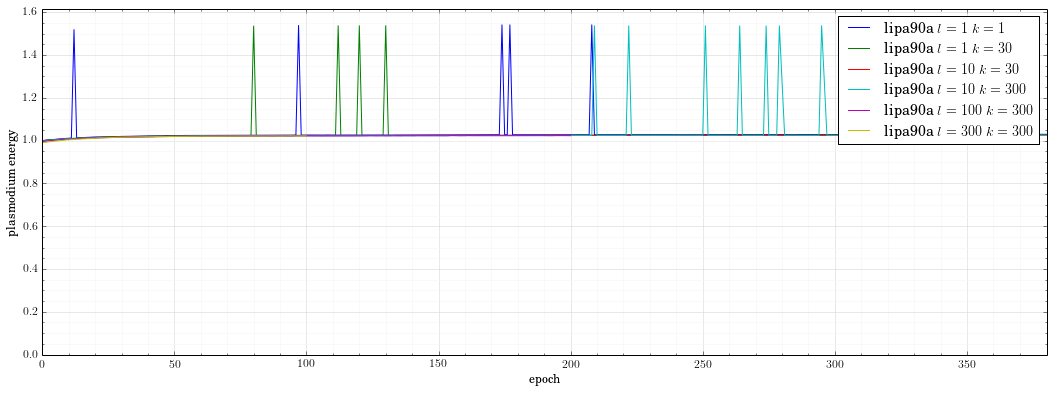 1.6
1.4
1.2
1.0
0.8
0.6
0.4
0.2
0.0
plasmodium energy
0
50
100
150
200
250
300
350
epoch
lipa90a l = 1 k = 1
lipa90a l = 1 k = 30
lipa90a l = 10 k = 30
lipa90a l = 10 k = 300
lipa90a l = 100 k = 300
lipa90a l = 300 k = 300